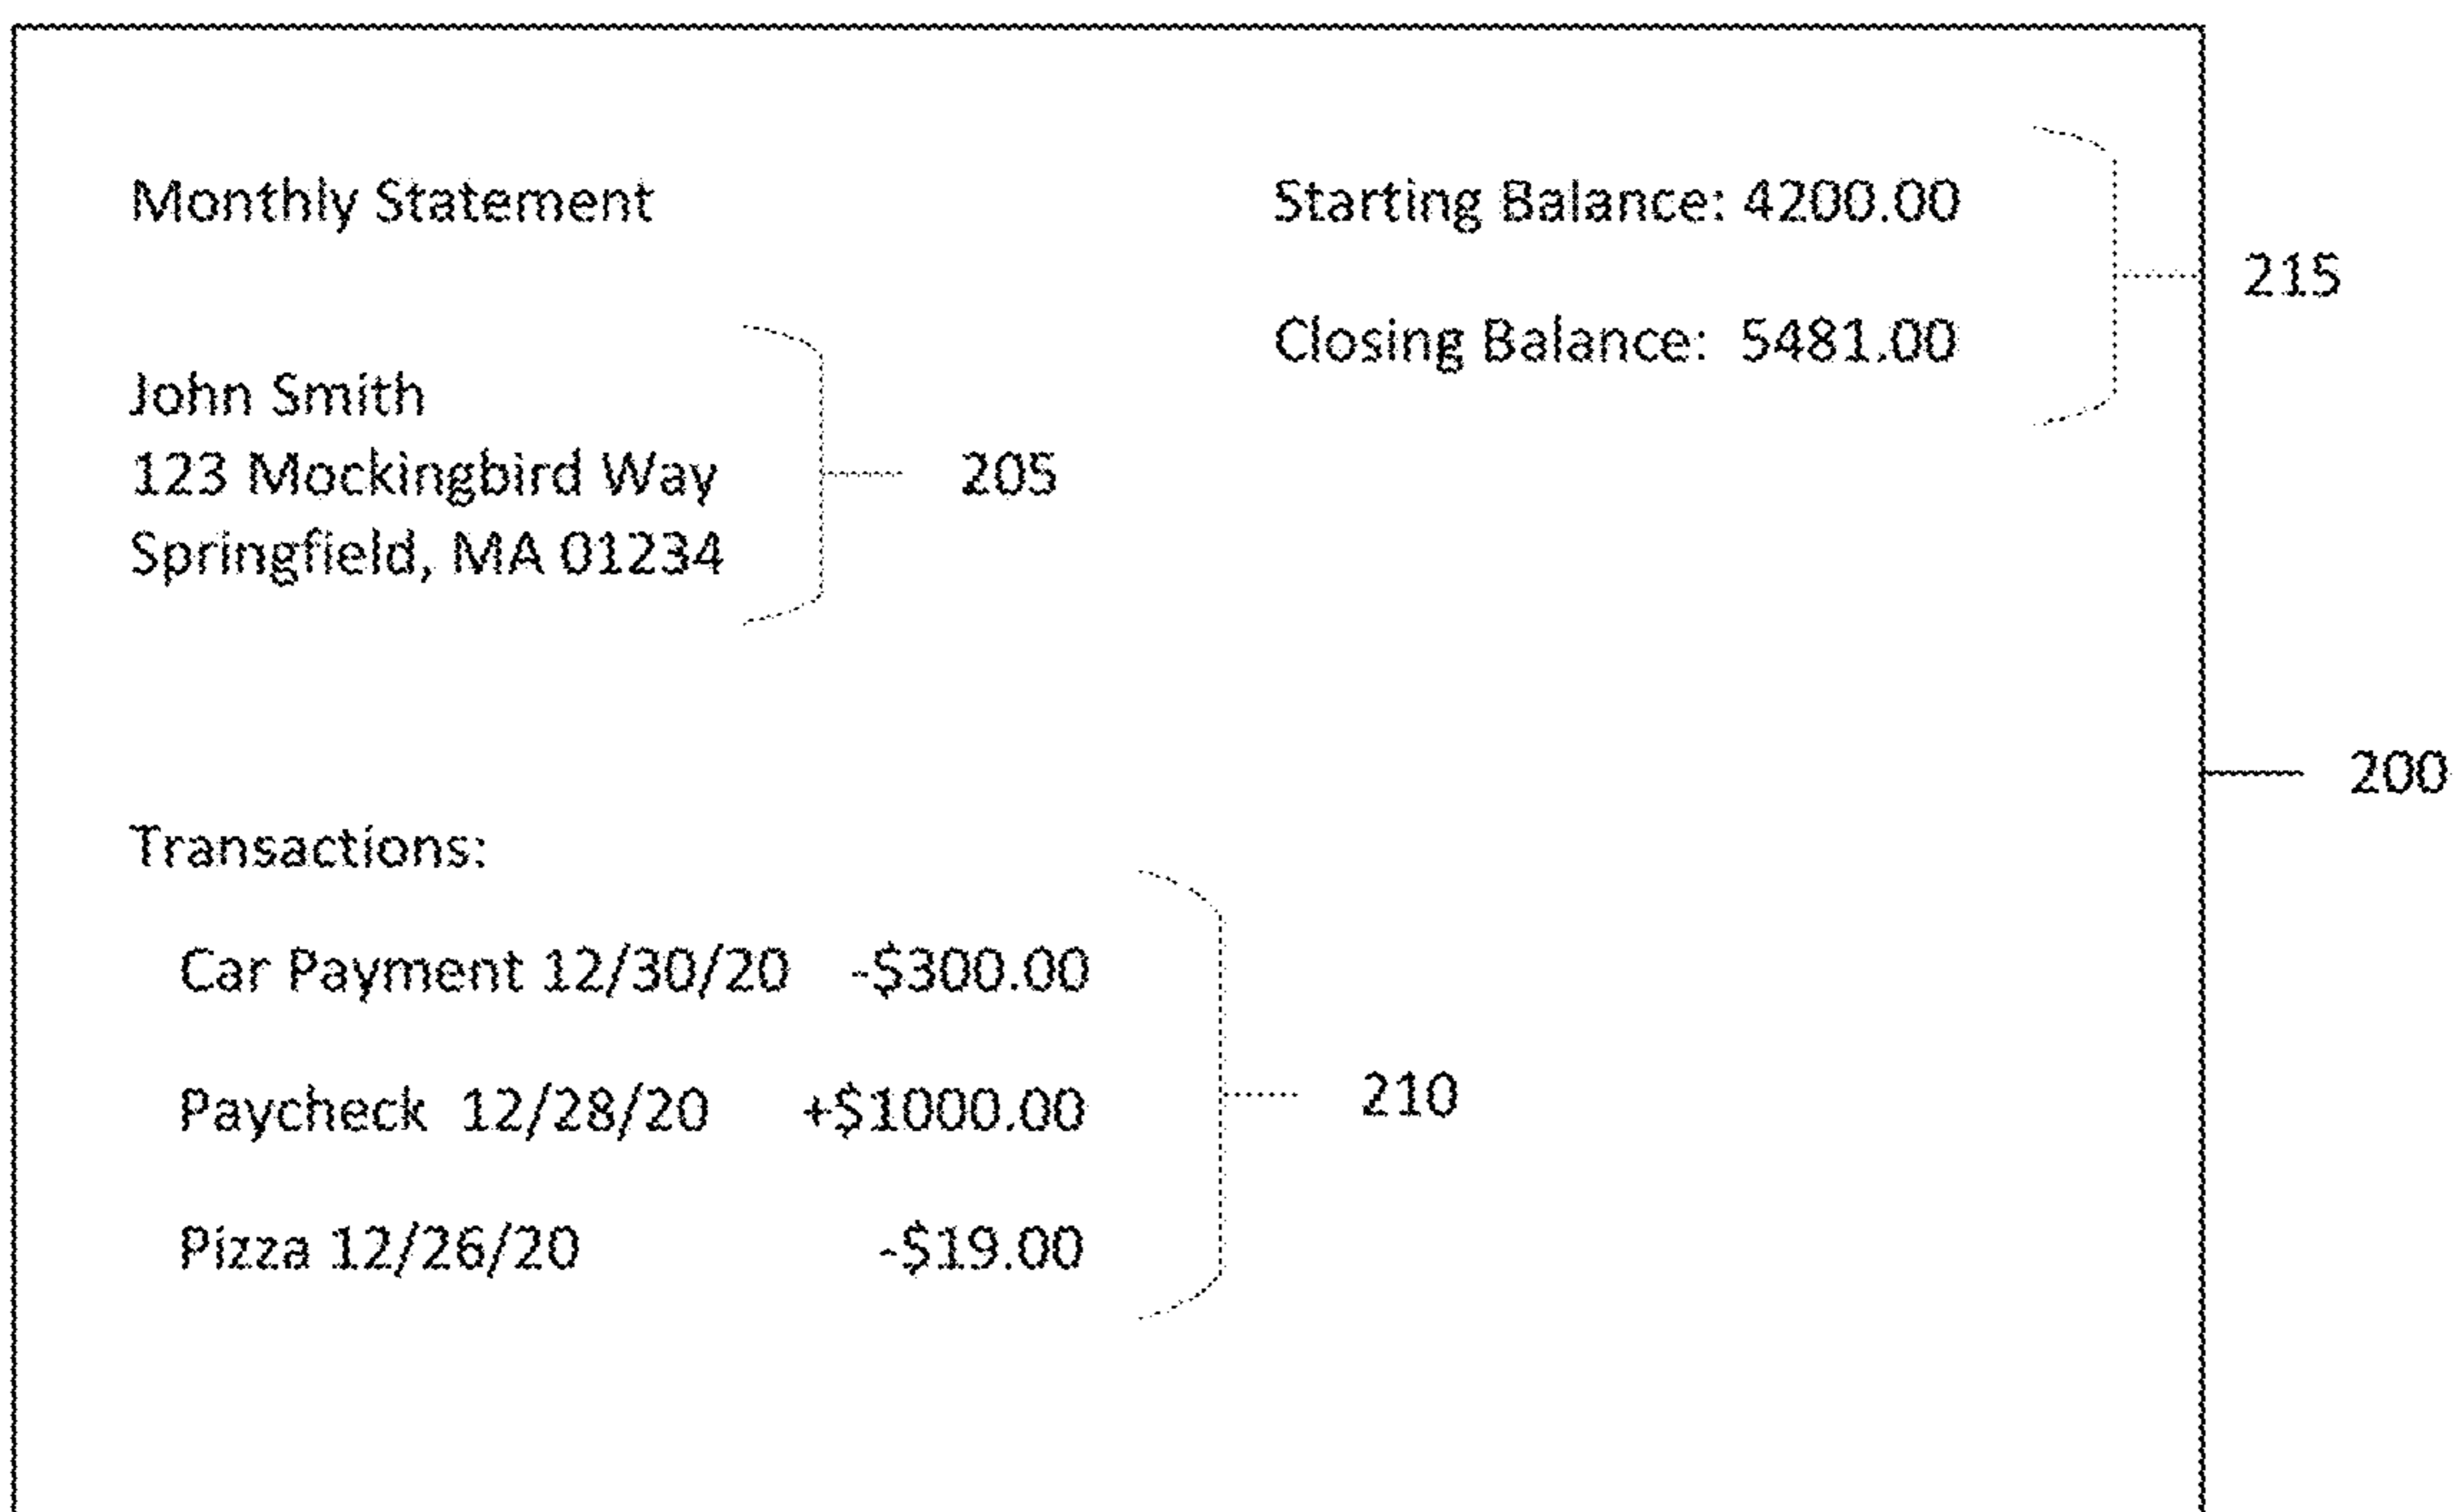 Monthly Statement
Starting Balance: 4200.00
215
Closing Balance: 5481.00
John Smith
123 Mockingbird Way
205
Springfield, MA 01234
200
Transactions:
Car Payment 12/30/20 -$300.00
Paycheck 12/28/20 +$1000.00
210
Pizza 12/26/20 -$19.00